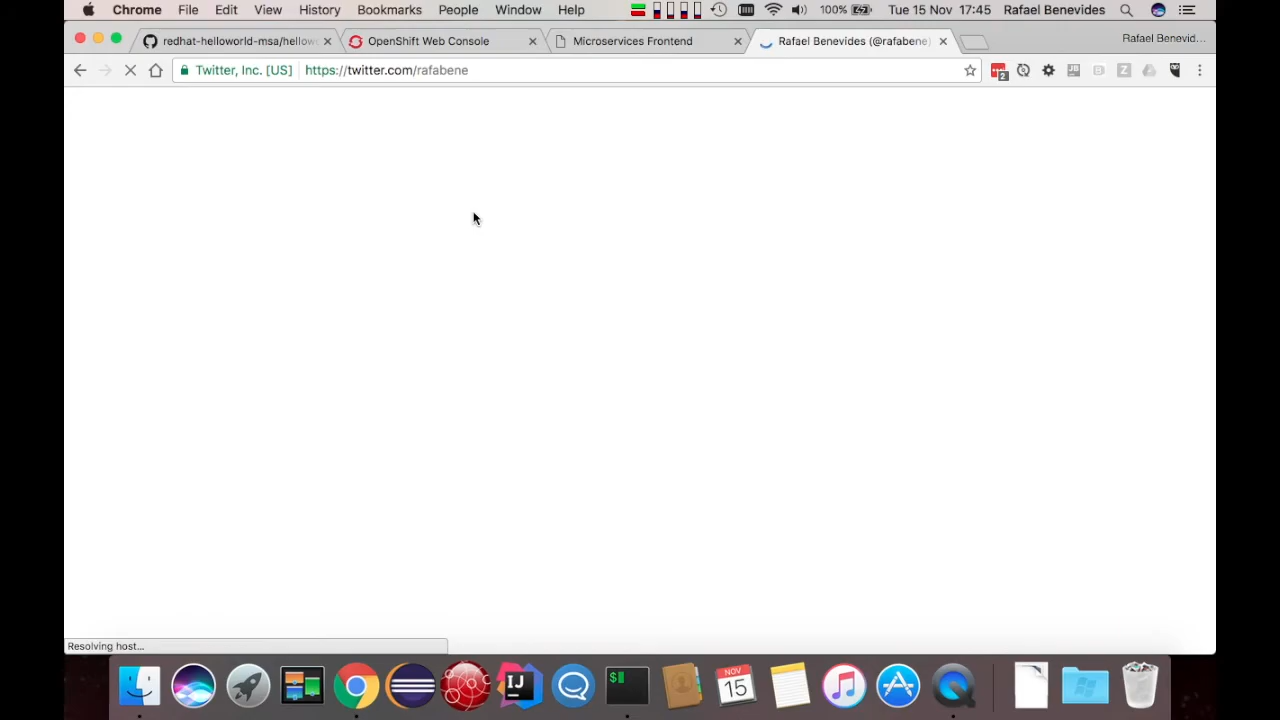 Chrome File Edit View History Bookmarks People Window Help 100% Tue 15 Nov 17:45 Rafael Benevides
redhat-helloworld-msa/hellow OpenShift Web Console Microservices Frontend Rafael Benevides (@rafabene) Rafael Benevid...
Twitter, Inc. [US] https://twitter.com/rafabene 2
Resolving host...
IJ $ NOV
15